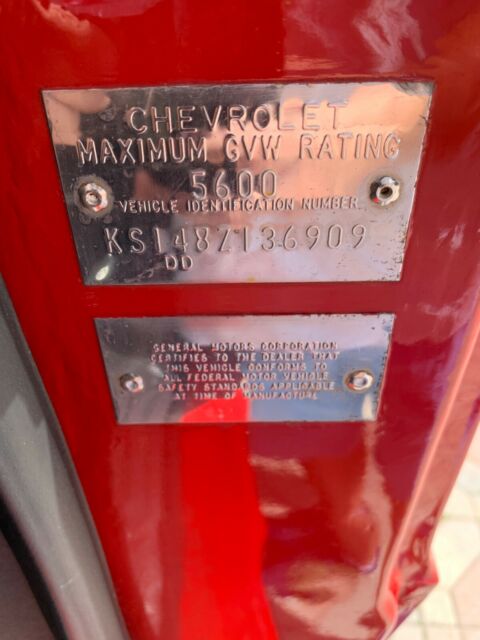 CHEVROLET
MAXIMUM GVW RATING
5600
VEHICLE IDENTIFICATION NUMBER
KS148Z136909
DD
GENERAL MOTORS CORPORATION
CERTIFIES TO THE DEALER THAT
THIS VEHICLE CONFORMS TO
ALL FEDERAL MOTOR VEHICLE
SAFETY STANDARDS APPLICABLE
AT TIME OF MANUFACTURE